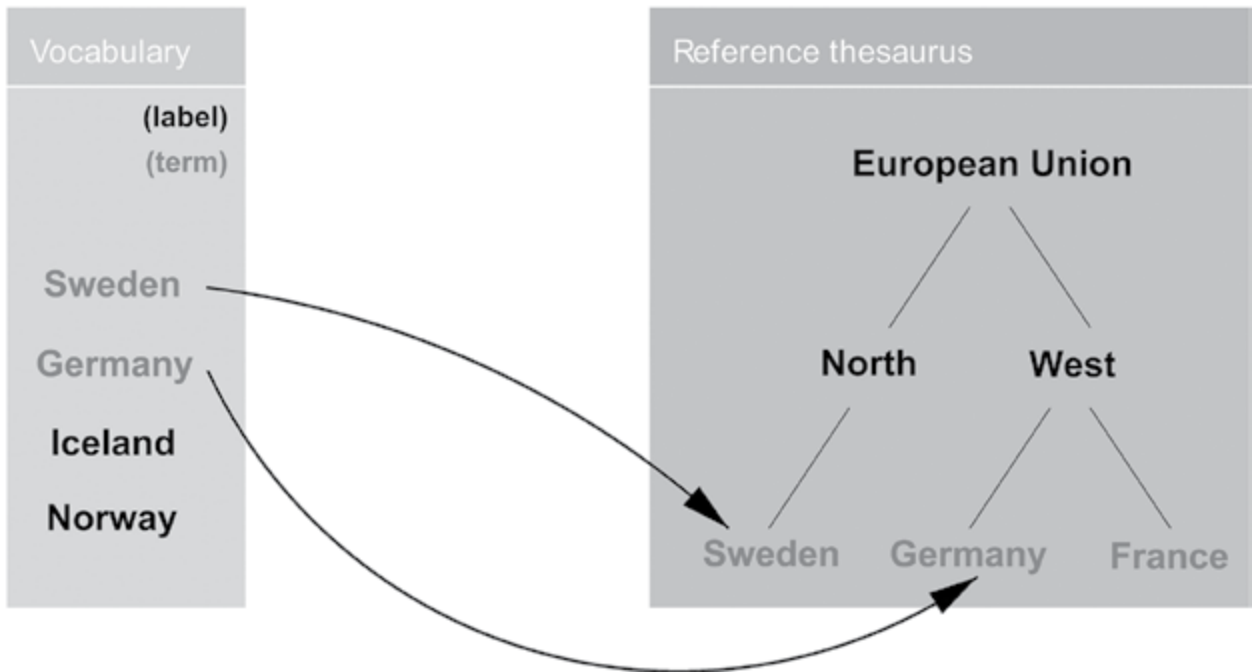 Vocabulary
(label)
(term)
Sweden
Germany
Iceland
Norway
Reference thesaurus
European Union
North West
Sweden Germany France